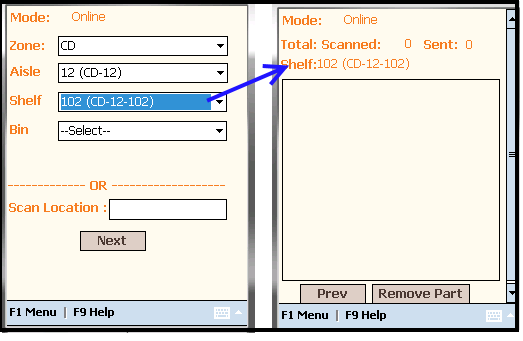 Mode: Online
Zone: CD
Aisle 12 (CD-12)
Shelf 102 (CD-12-102)
Bin --Select--
OR
Scan Location :
Next
F1 Menu | F9 Help
Mode: Online
Total: Scanned: 0 Sent: 0
Shelf:102 (CD-12-102)
Prev Remove Part
F1 Menu | F9 Help